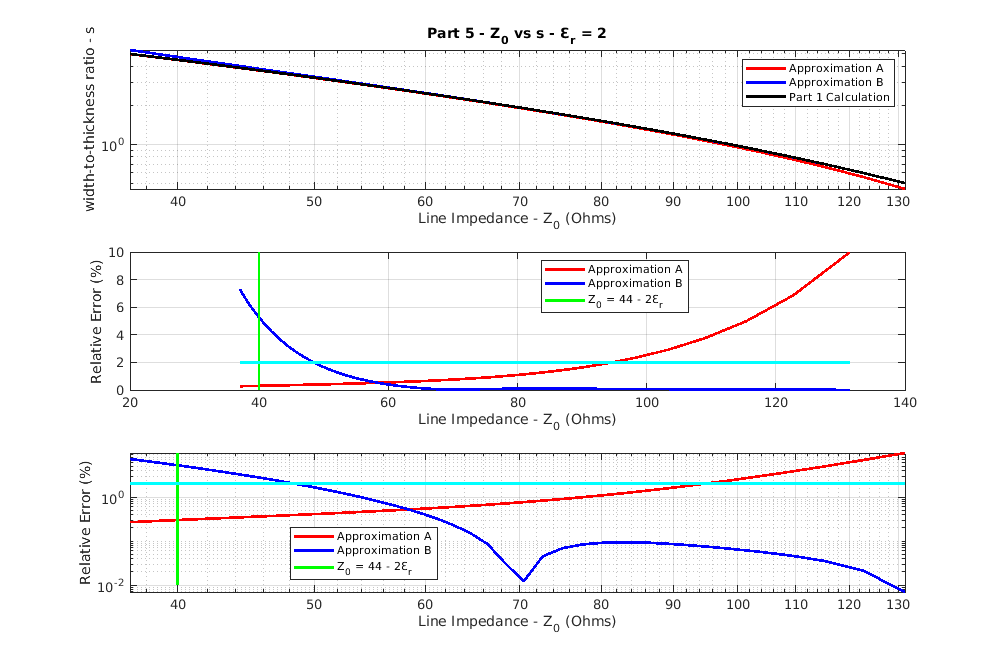 Part 5 - Z0 vs s - Ɛr = 2
width-to-thickness ratio - s
10^0
Approximation A
Approximation B
Part 1 Calculation
40 50 60 70 80 90 100 110 120 130
Line Impedance - Z0 (Ohms)
Relative Error (%)
10
8
6
4
2
0
Approximation A
Approximation B
Z0 = 44 - 2Ɛr
20 40 60 80 100 120 140
Line Impedance - Z0 (Ohms)
Relative Error (%)
10^0
10^-2
Approximation A
Approximation B
Z0 = 44 - 2Ɛr
40 50 60 70 80 90 100 110 120 130
Line Impedance - Z0 (Ohms)